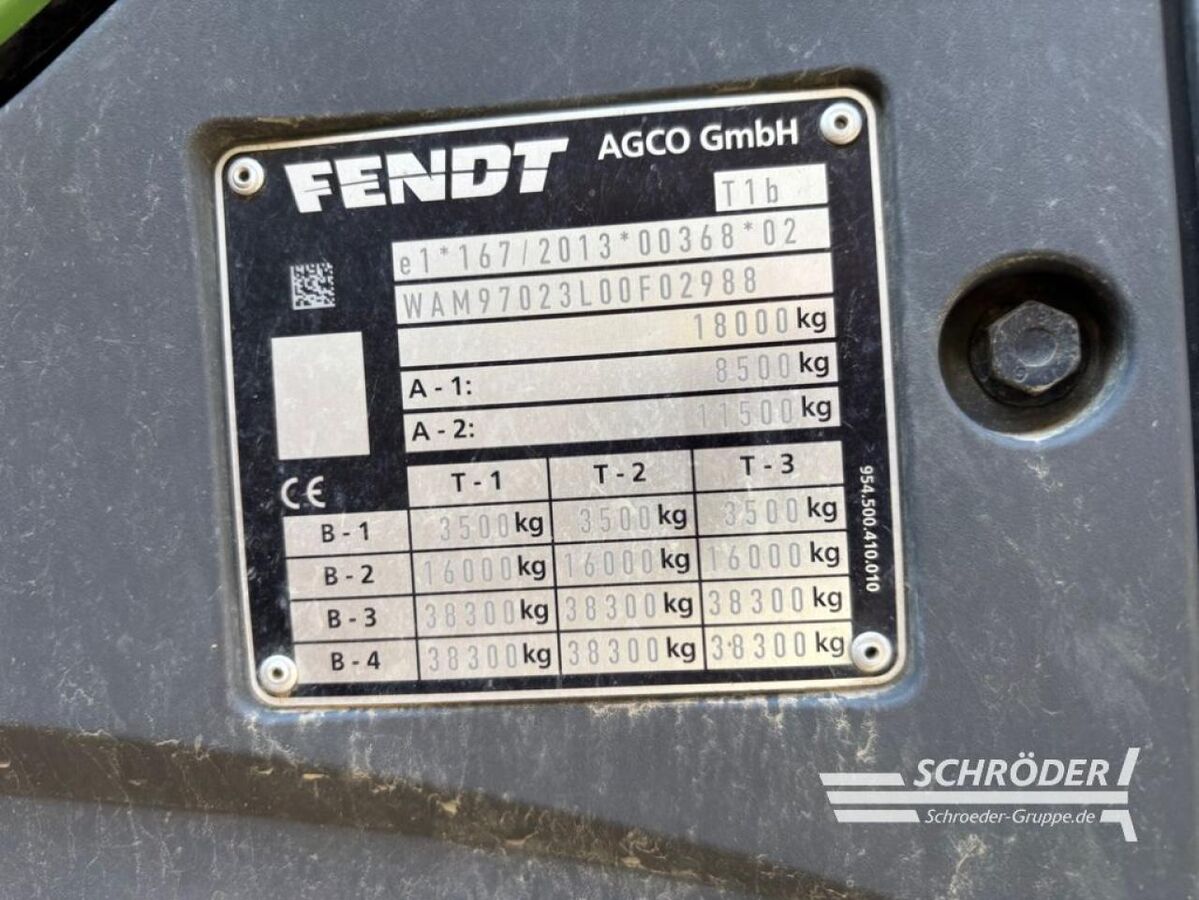 FENDT AGCO GmbH
T1b
e1*167/2013*00368*02
WAM97023L00F02988
18000 kg
A - 1: 8500 kg
A - 2: 11500 kg
CE T - 1 T - 2 T - 3
B - 1 3500 kg 3500 kg 3500 kg
B - 2 16000 kg 16000 kg 16000 kg
B - 3 38300 kg 38300 kg 38300 kg
B - 4 38300 kg 38300 kg 38300 kg
954.500.410.010
SCHRÖDER
Schroeder-Gruppe.de